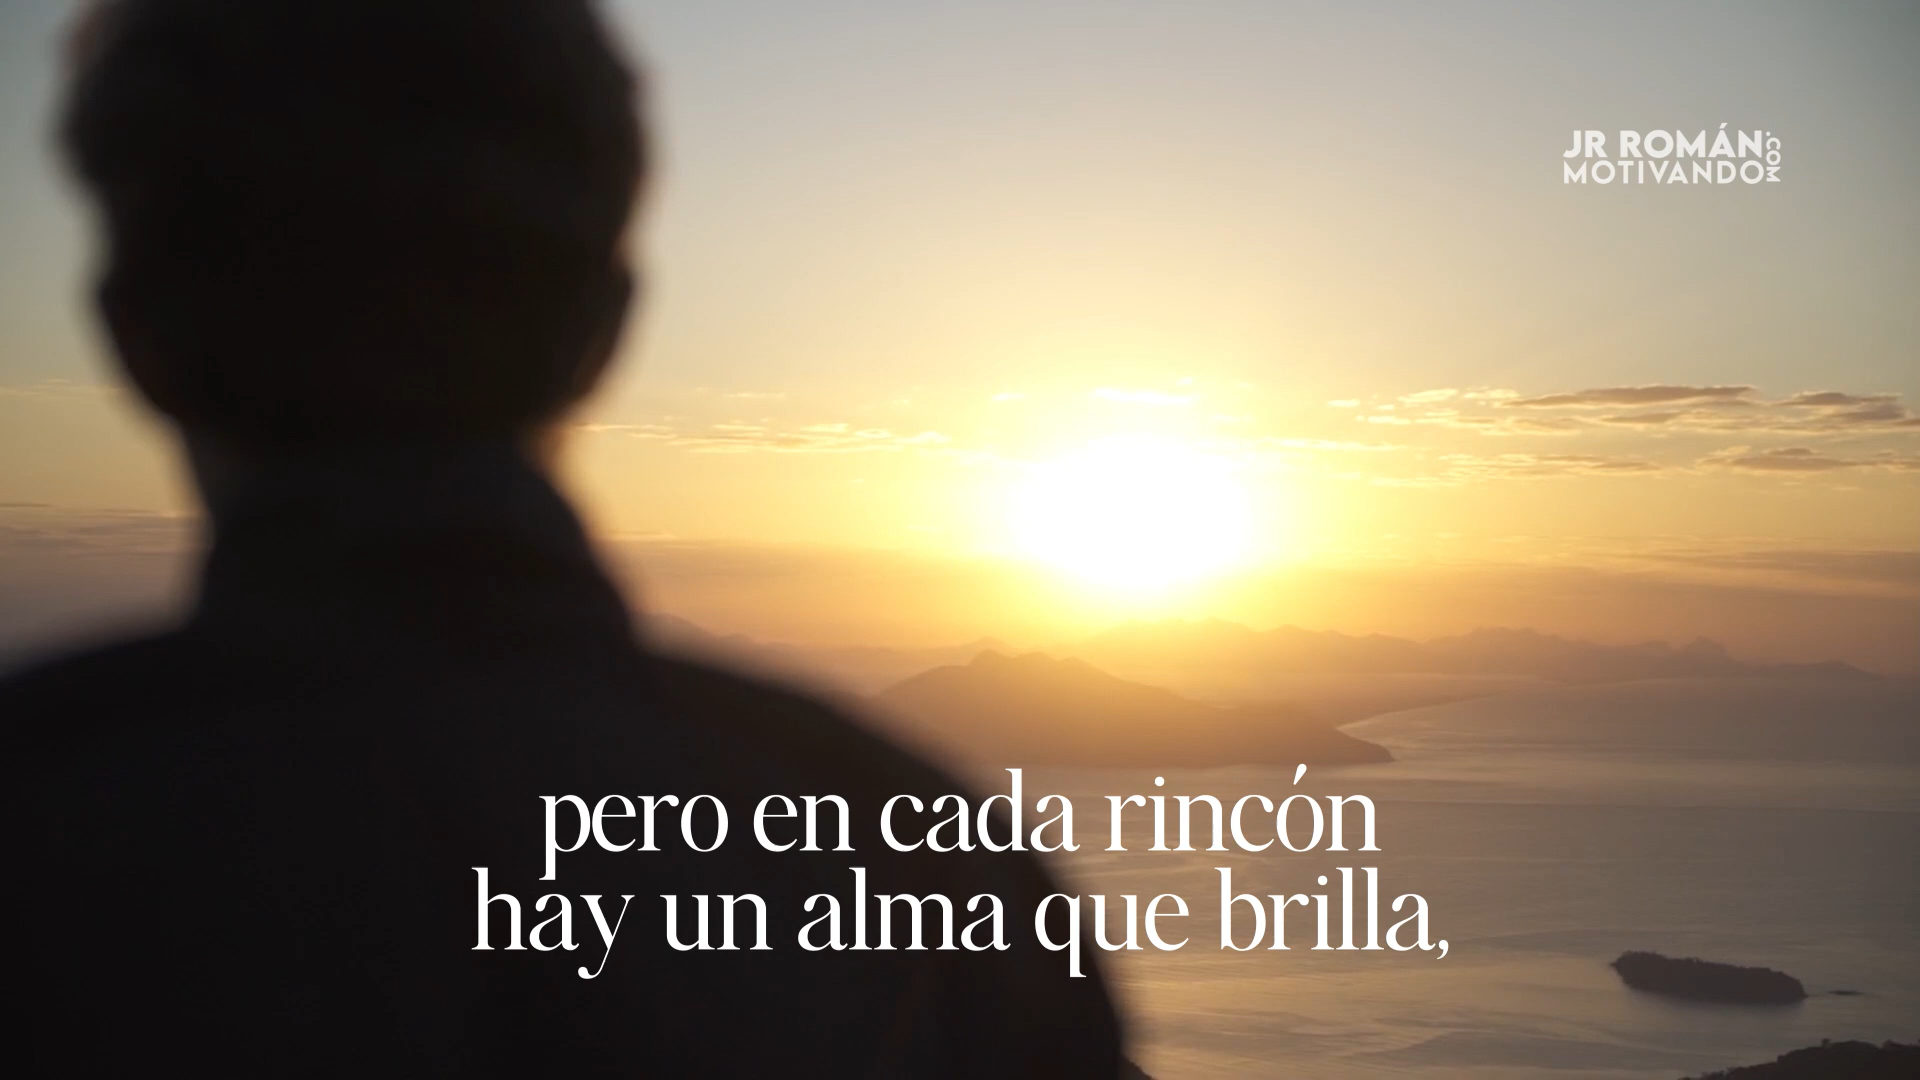 JR ROMÁN
MOTIVANDO
.COM
pero en cada rincón
hay un alma que brilla,